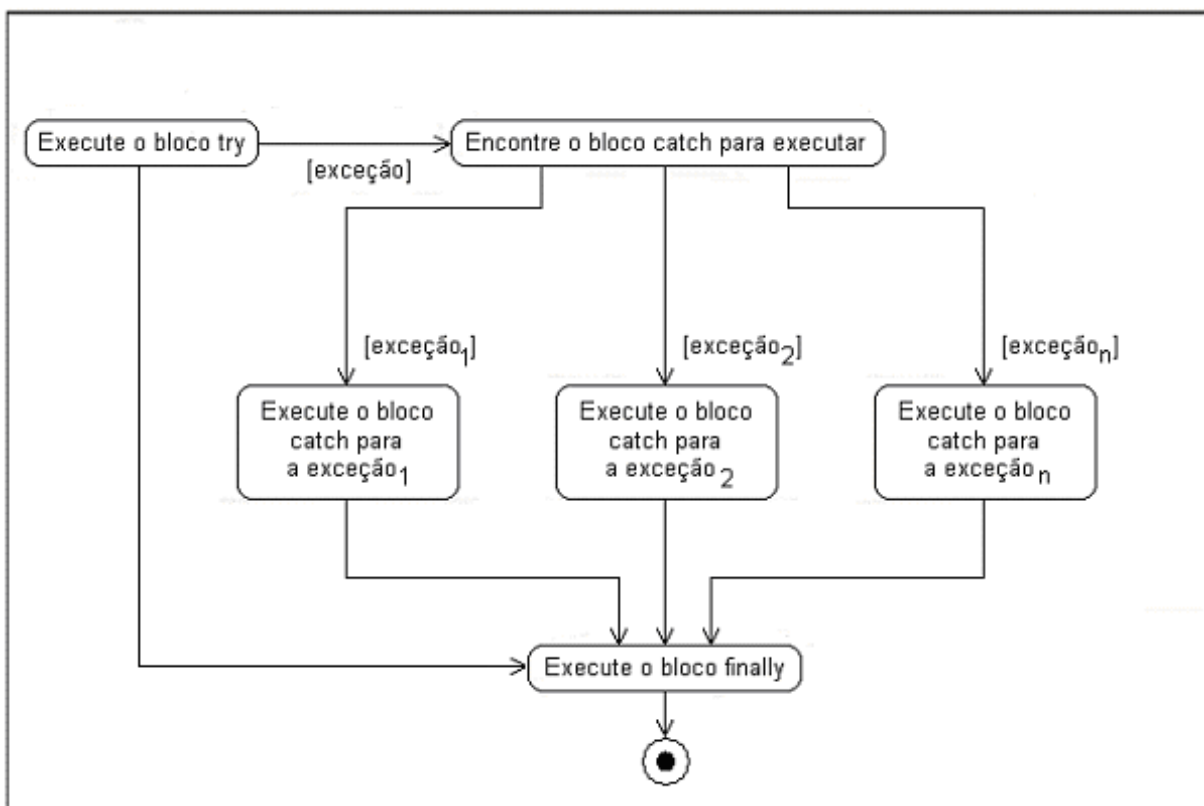 Execute o bloco try
[exceção]
Encontre o bloco catch para executar
[exceção1]
[exceção2]
[exceçãon]
Execute o bloco
catch para
a exceção1
Execute o bloco
catch para
a exceção2
Execute o bloco
catch para
a exceçãon
Execute o bloco finally